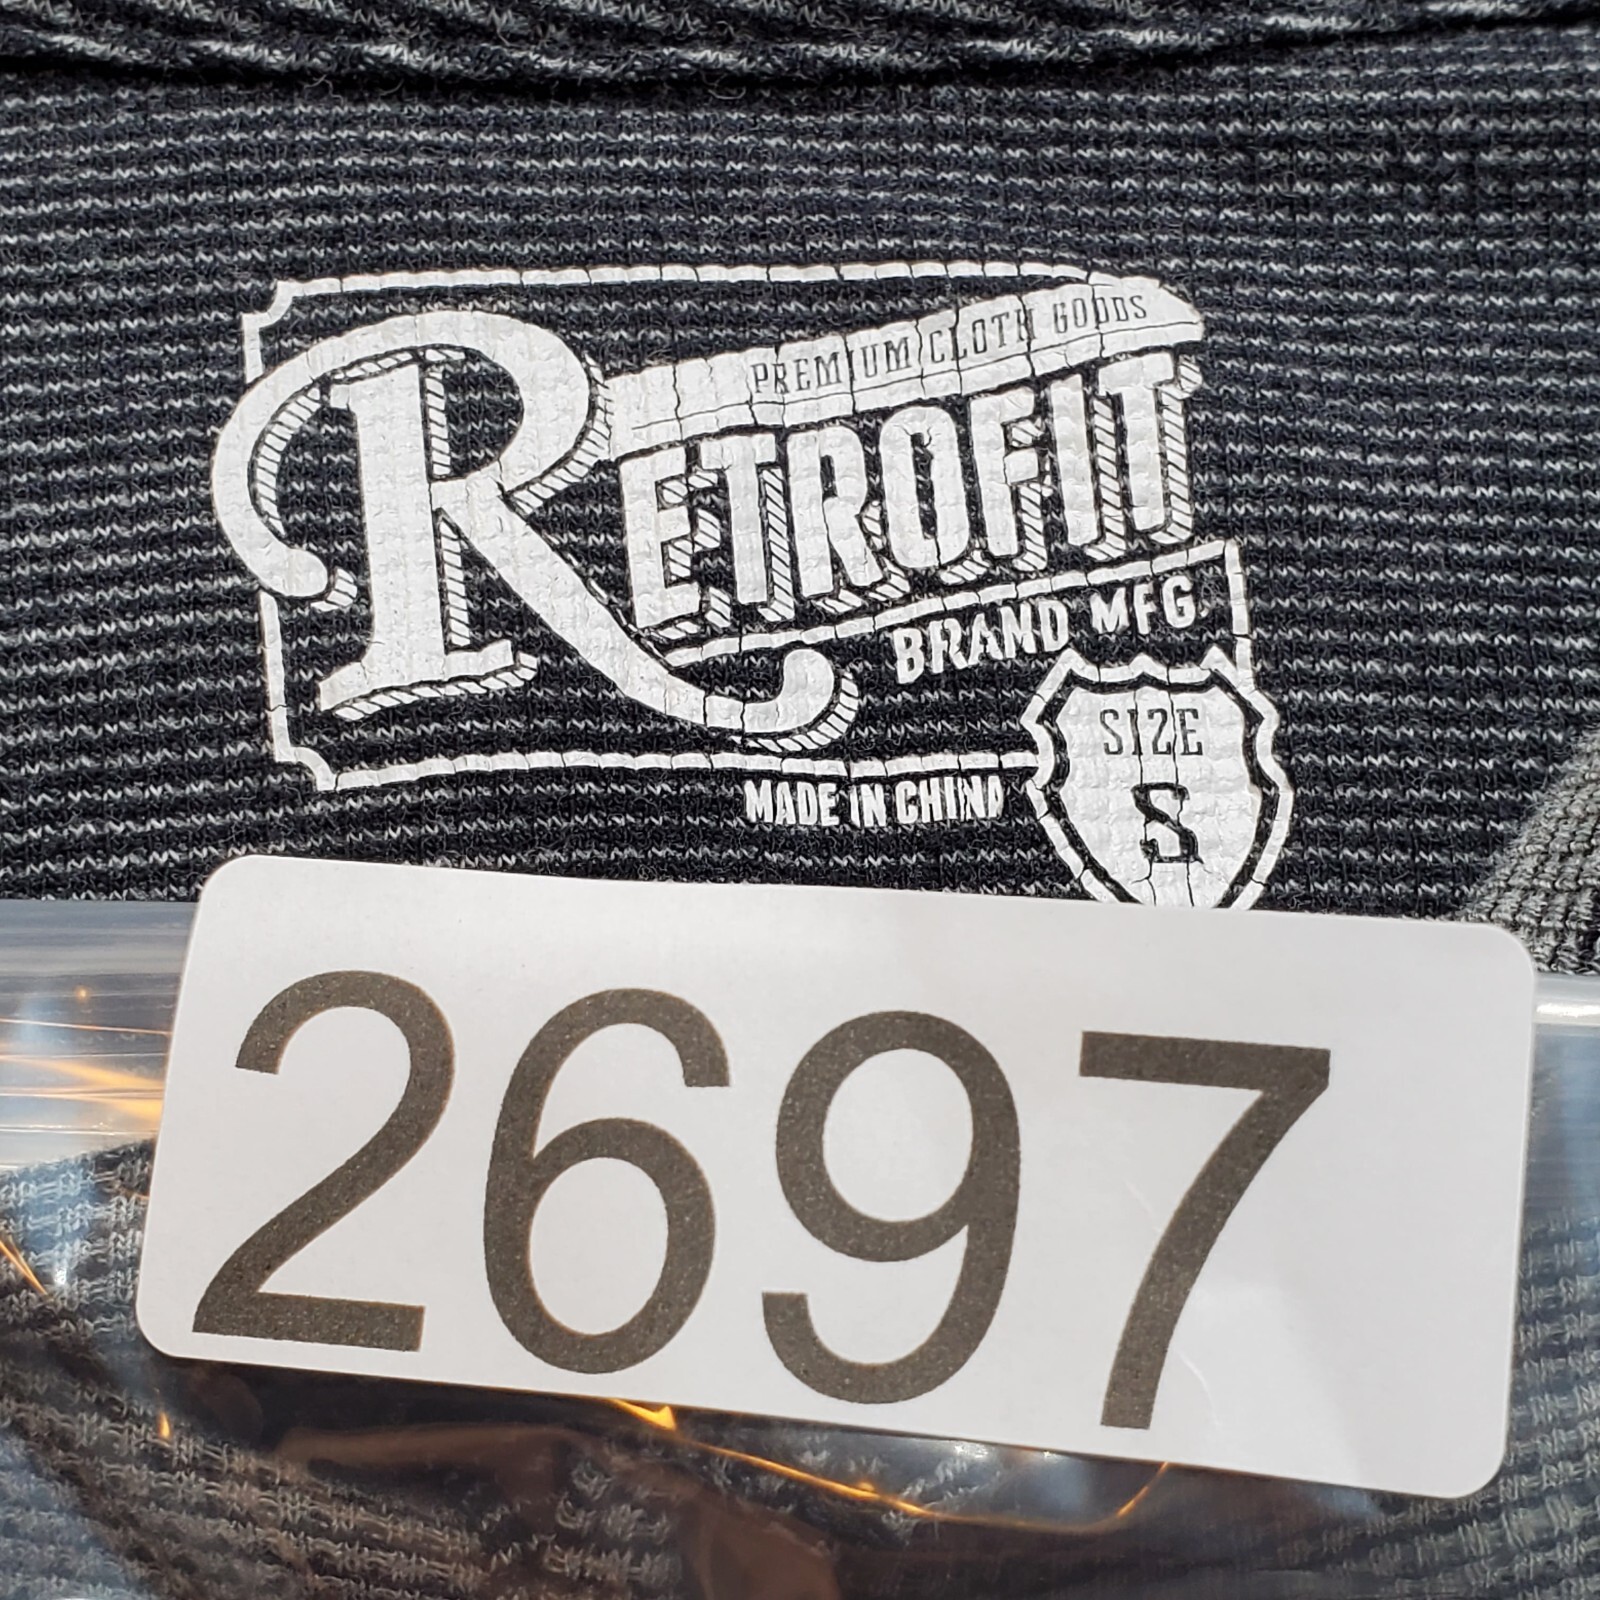 PREMIUM CLOTH GOODS
RETROFIT
BRAND MFG.
SIZE
S
MADE IN CHINA
2697